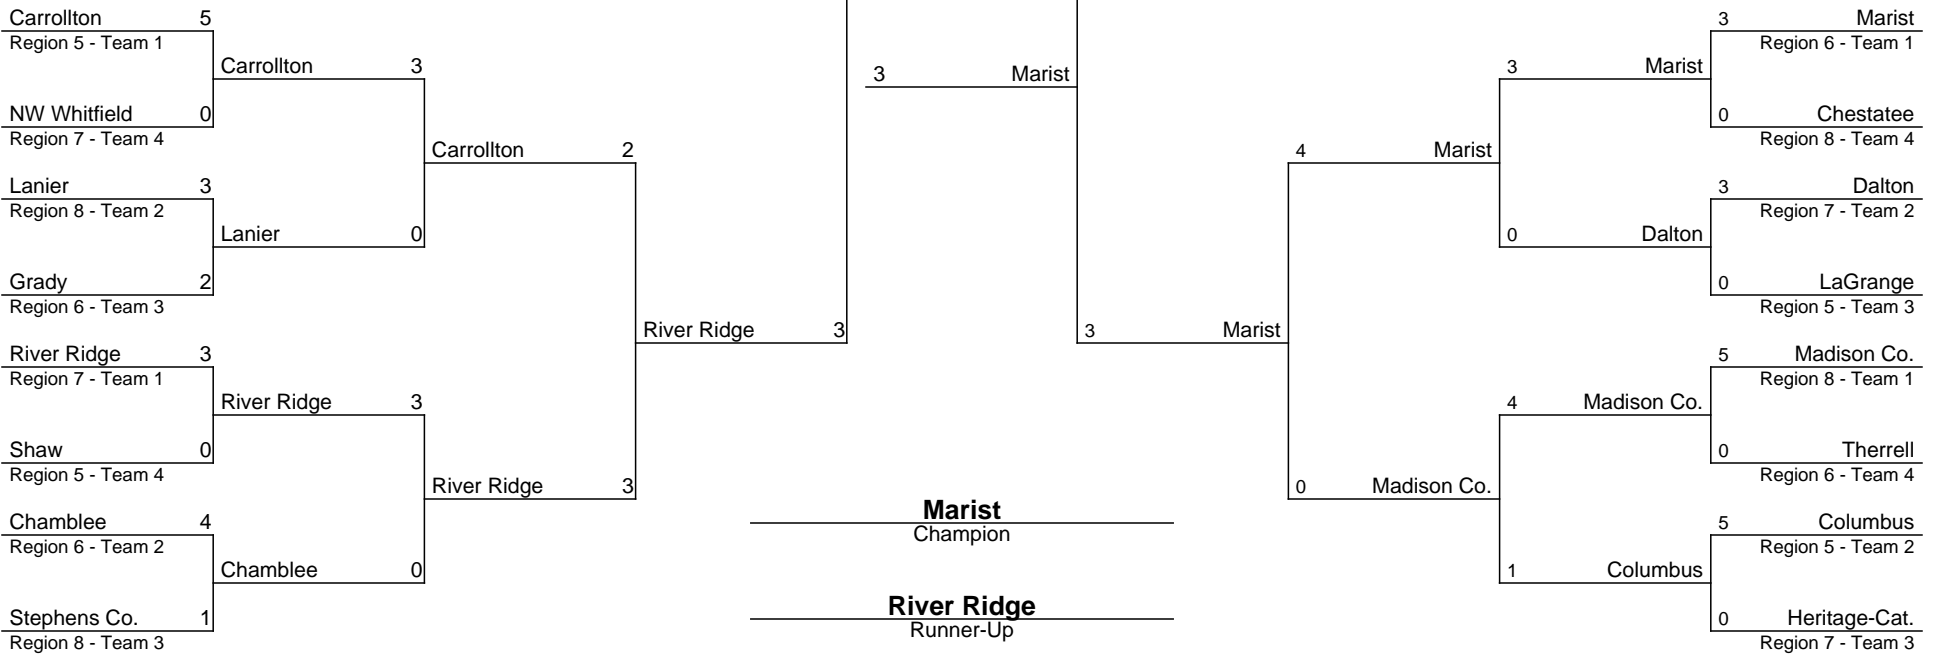 Carrollton 5
Region 5 - Team 1
Carrollton 3
NW Whitfield 0
Region 7 - Team 4
Carrollton 2
Lanier 3
Region 8 - Team 2
Lanier 0
Grady 2
Region 6 - Team 3
River Ridge 3
River Ridge 3
Region 7 - Team 1
River Ridge 3
Shaw 0
Region 5 - Team 4
River Ridge 3
Chamblee 4
Region 6 - Team 2
Chamblee 0
Stephens Co. 1
Region 8 - Team 3
3 Marist
Marist
Champion
River Ridge
Runner-Up
3 Marist
4 Marist
0 Madison Co.
3 Marist
0 Dalton
4 Madison Co.
1 Columbus
3 Marist
Region 6 - Team 1
0 Chestatee
Region 8 - Team 4
3 Dalton
Region 7 - Team 2
0 LaGrange
Region 5 - Team 3
5 Madison Co.
Region 8 - Team 1
0 Therrell
Region 6 - Team 4
5 Columbus
Region 5 - Team 2
0 Heritage-Cat.
Region 7 - Team 3